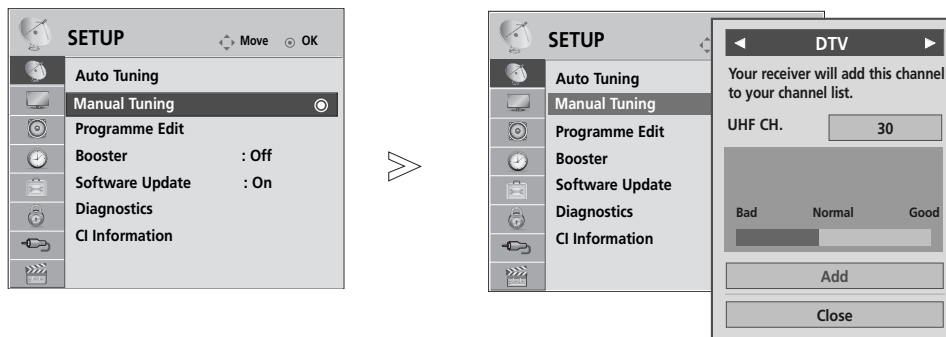 SETUP
Move OK
Auto Tuning
Manual Tuning
Programme Edit
Booster : Off
Software Update : On
Diagnostics
CI Information
SETUP
Auto Tuning
Manual Tuning
Programme Edit
Booster
Software Update
Diagnostics
CI Information
DTV
Your receiver will add this channel
to your channel list.
UHF CH. 30
Bad Normal Good
Add
Close